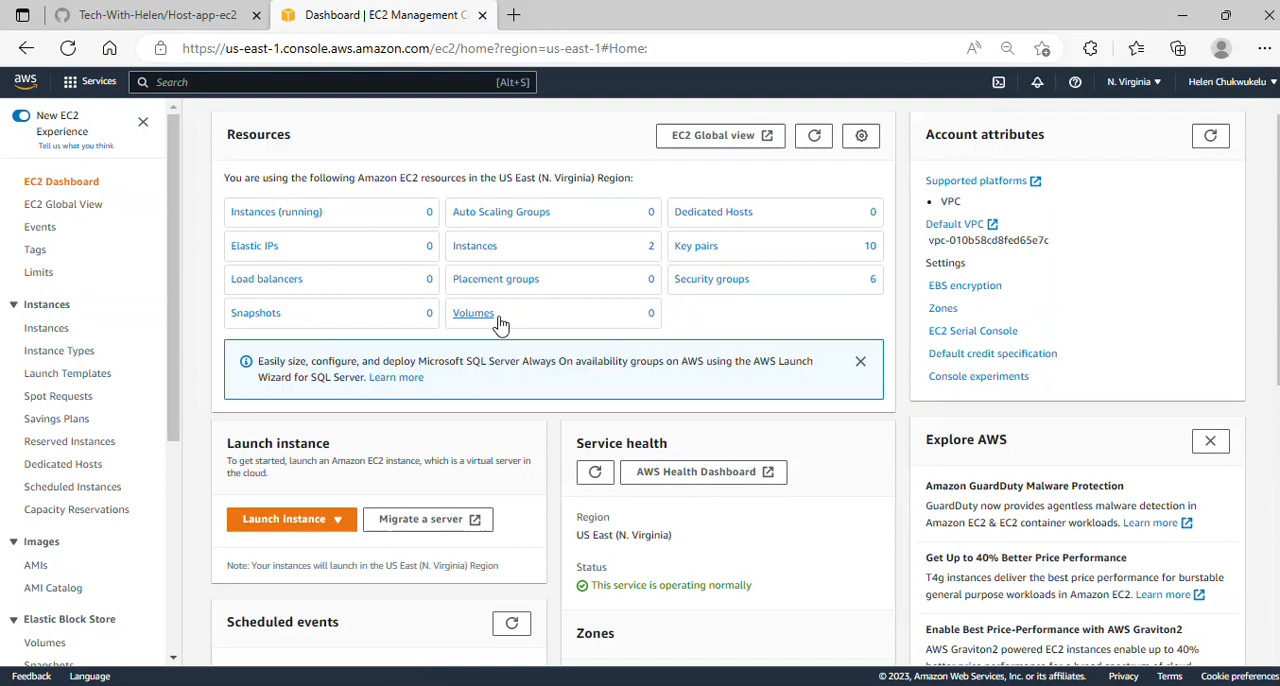 Tech-With-Helen/Host-app-ec2
Dashboard | EC2 Management C
https://us-east-1.console.aws.amazon.com/ec2/home?region=us-east-1#Home:
aws
Services
Search
[Alt+S]
N. Virginia
Helen Chukwukelu
New EC2
Experience
Tell us what you think
EC2 Dashboard
EC2 Global View
Events
Tags
Limits
Instances
Instances
Instance Types
Launch Templates
Spot Requests
Savings Plans
Reserved Instances
Dedicated Hosts
Scheduled Instances
Capacity Reservations
Images
AMIs
AMI Catalog
Elastic Block Store
Volumes
Snapshots
Resources
EC2 Global view
You are using the following Amazon EC2 resources in the US East (N. Virginia) Region:
Instances (running) 0
Auto Scaling Groups 0
Dedicated Hosts 0
Elastic IPs 0
Instances 2
Key pairs 10
Load balancers 0
Placement groups 0
Security groups 6
Snapshots 0
Volumes 0
Easily size, configure, and deploy Microsoft SQL Server Always On availability groups on AWS using the AWS Launch
Wizard for SQL Server. Learn more
Launch instance
To get started, launch an Amazon EC2 instance, which is a virtual server in
the cloud.
Launch instance
Migrate a server
Note: Your instances will launch in the US East (N. Virginia) Region
Scheduled events
Service health
AWS Health Dashboard
Region
US East (N. Virginia)
Status
This service is operating normally
Zones
Account attributes
Supported platforms
• VPC
Default VPC
vpc-010b58cd8fed65e7c
Settings
EBS encryption
Zones
EC2 Serial Console
Default credit specification
Console experiments
Explore AWS
Amazon GuardDuty Malware Protection
GuardDuty now provides agentless malware detection in
Amazon EC2 & EC2 container workloads. Learn more
Get Up to 40% Better Price Performance
T4g instances deliver the best price performance for burstable
general purpose workloads in Amazon EC2. Learn more
Enable Best Price-Performance with AWS Graviton2
AWS Graviton2 powered EC2 instances enable up to 40%
Feedback
Language
© 2023, Amazon Web Services, Inc. or its affiliates.
Privacy
Terms
Cookie preferences